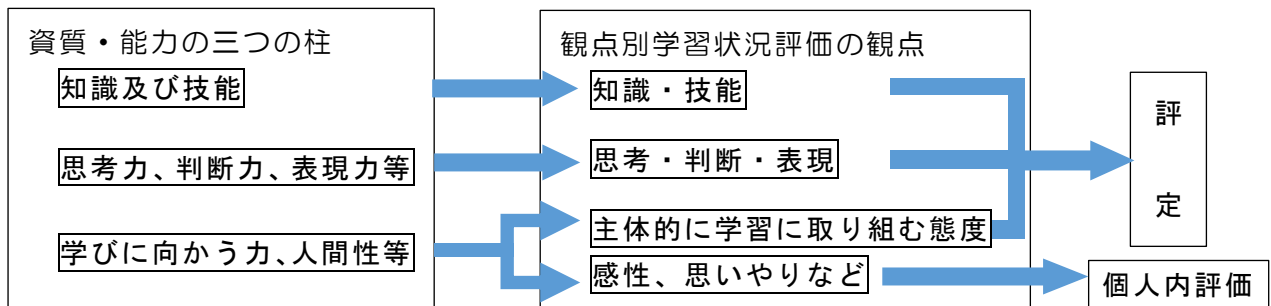 資質・能力の三つの柱
知識及び技能
思考力、判断力、表現力等
学びに向かう力、人間性等
観点別学習状況評価の観点
知識・技能
思考・判断・表現
主体的に学習に取り組む態度
感性、思いやりなど
評定
個人内評価